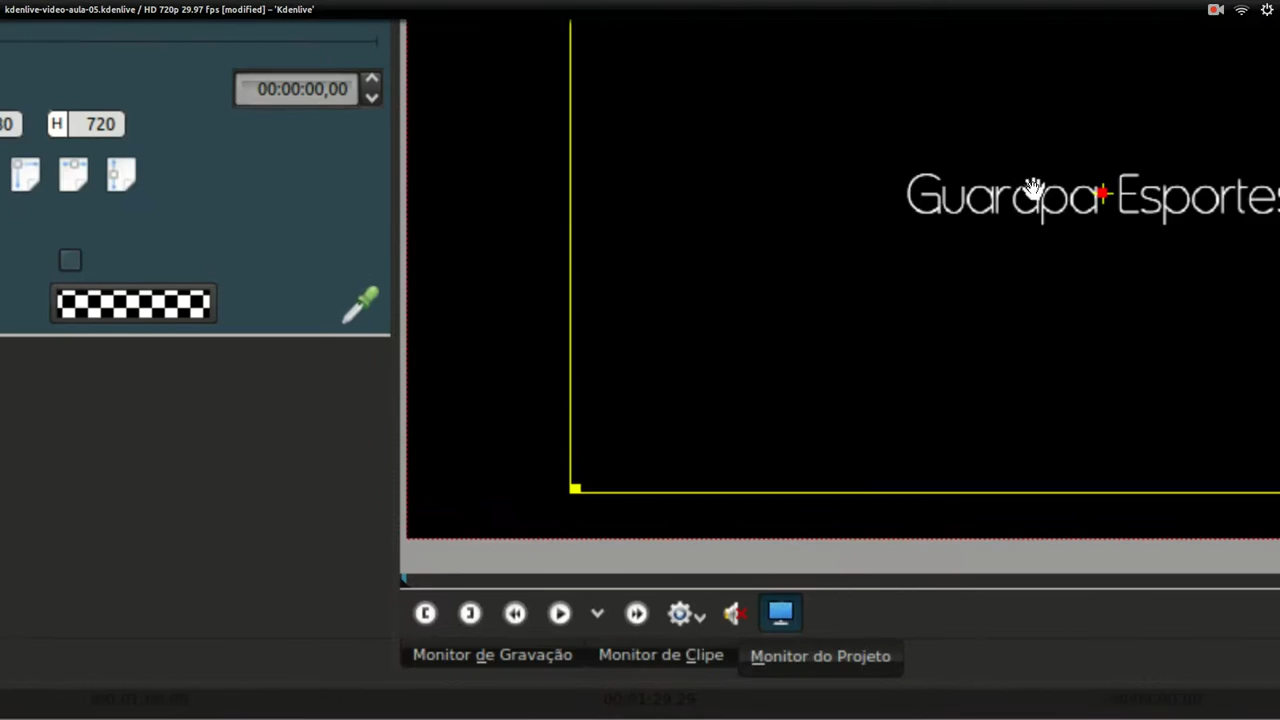 kdenlive-video-aula-05.kdenlive / HD 720p 29.97 fps [modified] – 'Kdenlive'
00:00:00,00
H 720
Guarapa Esportes
Monitor de Gravação
Monitor de Clipe
Monitor do Projeto